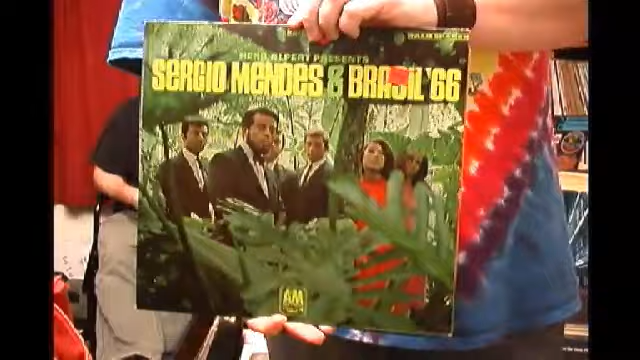 HERB ALPERT PRESENTS
SERGIO MENDES & BRASIL '66
A&M